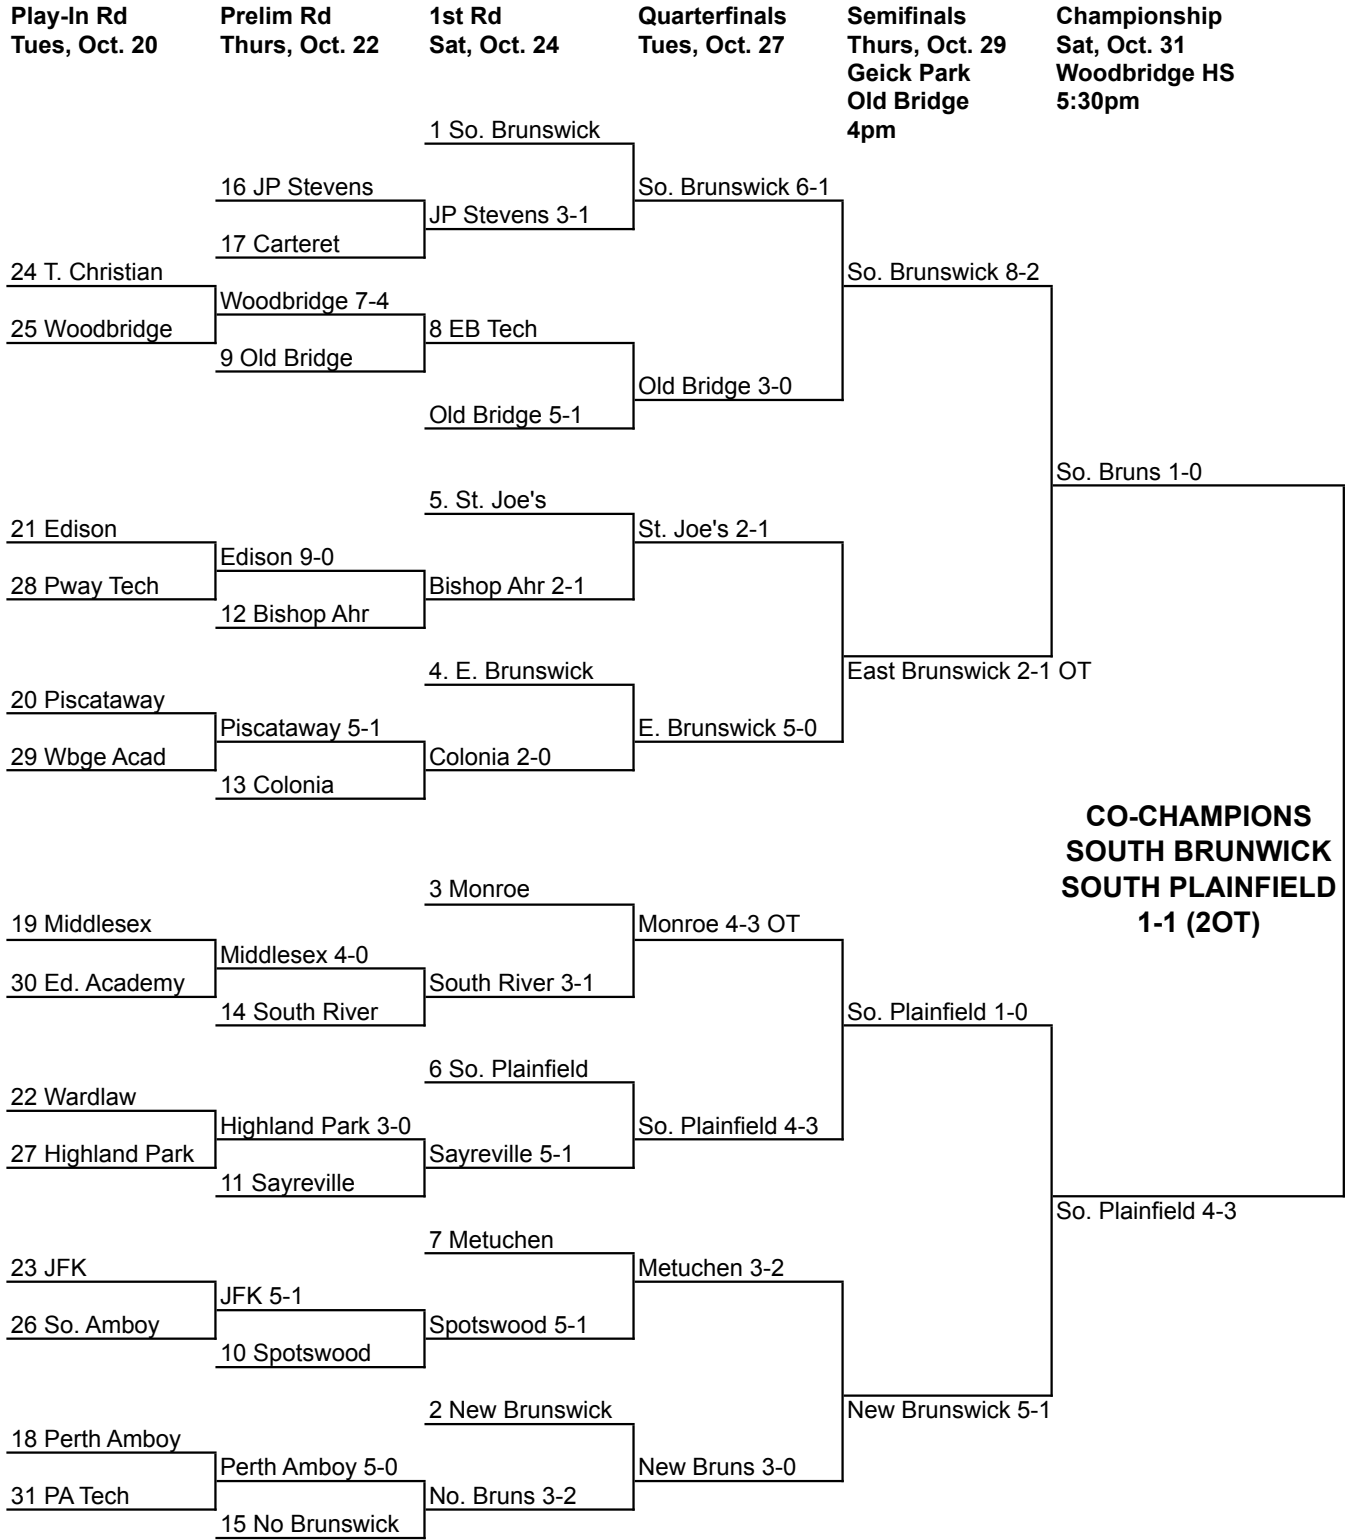 Play-In Rd
Tues, Oct. 20
Prelim Rd
Thurs, Oct. 22
1st Rd
Sat, Oct. 24
Quarterfinals
Tues, Oct. 27
Semifinals
Thurs, Oct. 29
Geick Park
Old Bridge
4pm
Championship
Sat, Oct. 31
Woodbridge HS
5:30pm
24 T. Christian
25 Woodbridge
21 Edison
28 Pway Tech
20 Piscataway
29 Wbge Acad
19 Middlesex
30 Ed. Academy
22 Wardlaw
27 Highland Park
23 JFK
26 So. Amboy
18 Perth Amboy
31 PA Tech
16 JP Stevens
17 Carteret
Woodbridge 7-4
9 Old Bridge
Edison 9-0
12 Bishop Ahr
Piscataway 5-1
13 Colonia
Middlesex 4-0
14 South River
Highland Park 3-0
11 Sayreville
JFK 5-1
10 Spotswood
Perth Amboy 5-0
15 No Brunswick
1 So. Brunswick
JP Stevens 3-1
8 EB Tech
Old Bridge 5-1
5. St. Joe's
Bishop Ahr 2-1
4. E. Brunswick
Colonia 2-0
3 Monroe
South River 3-1
6 So. Plainfield
Sayreville 5-1
7 Metuchen
Spotswood 5-1
2 New Brunswick
No. Bruns 3-2
So. Brunswick 6-1
Old Bridge 3-0
St. Joe's 2-1
E. Brunswick 5-0
Monroe 4-3 OT
So. Plainfield 4-3
Metuchen 3-2
New Bruns 3-0
So. Brunswick 8-2
East Brunswick 2-1 OT
So. Plainfield 1-0
New Brunswick 5-1
So. Bruns 1-0
So. Plainfield 4-3
CO-CHAMPIONS
SOUTH BRUNWICK
SOUTH PLAINFIELD
1-1 (2OT)